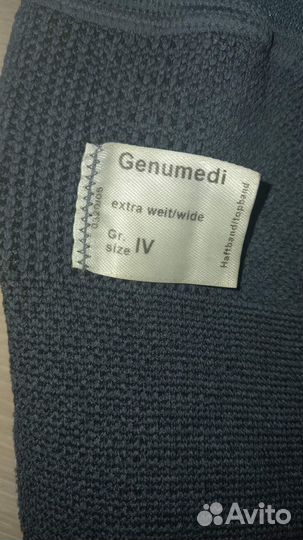 Genumedi
extra weit/wide
Gr.
size IV
Haftband/topband
Avito